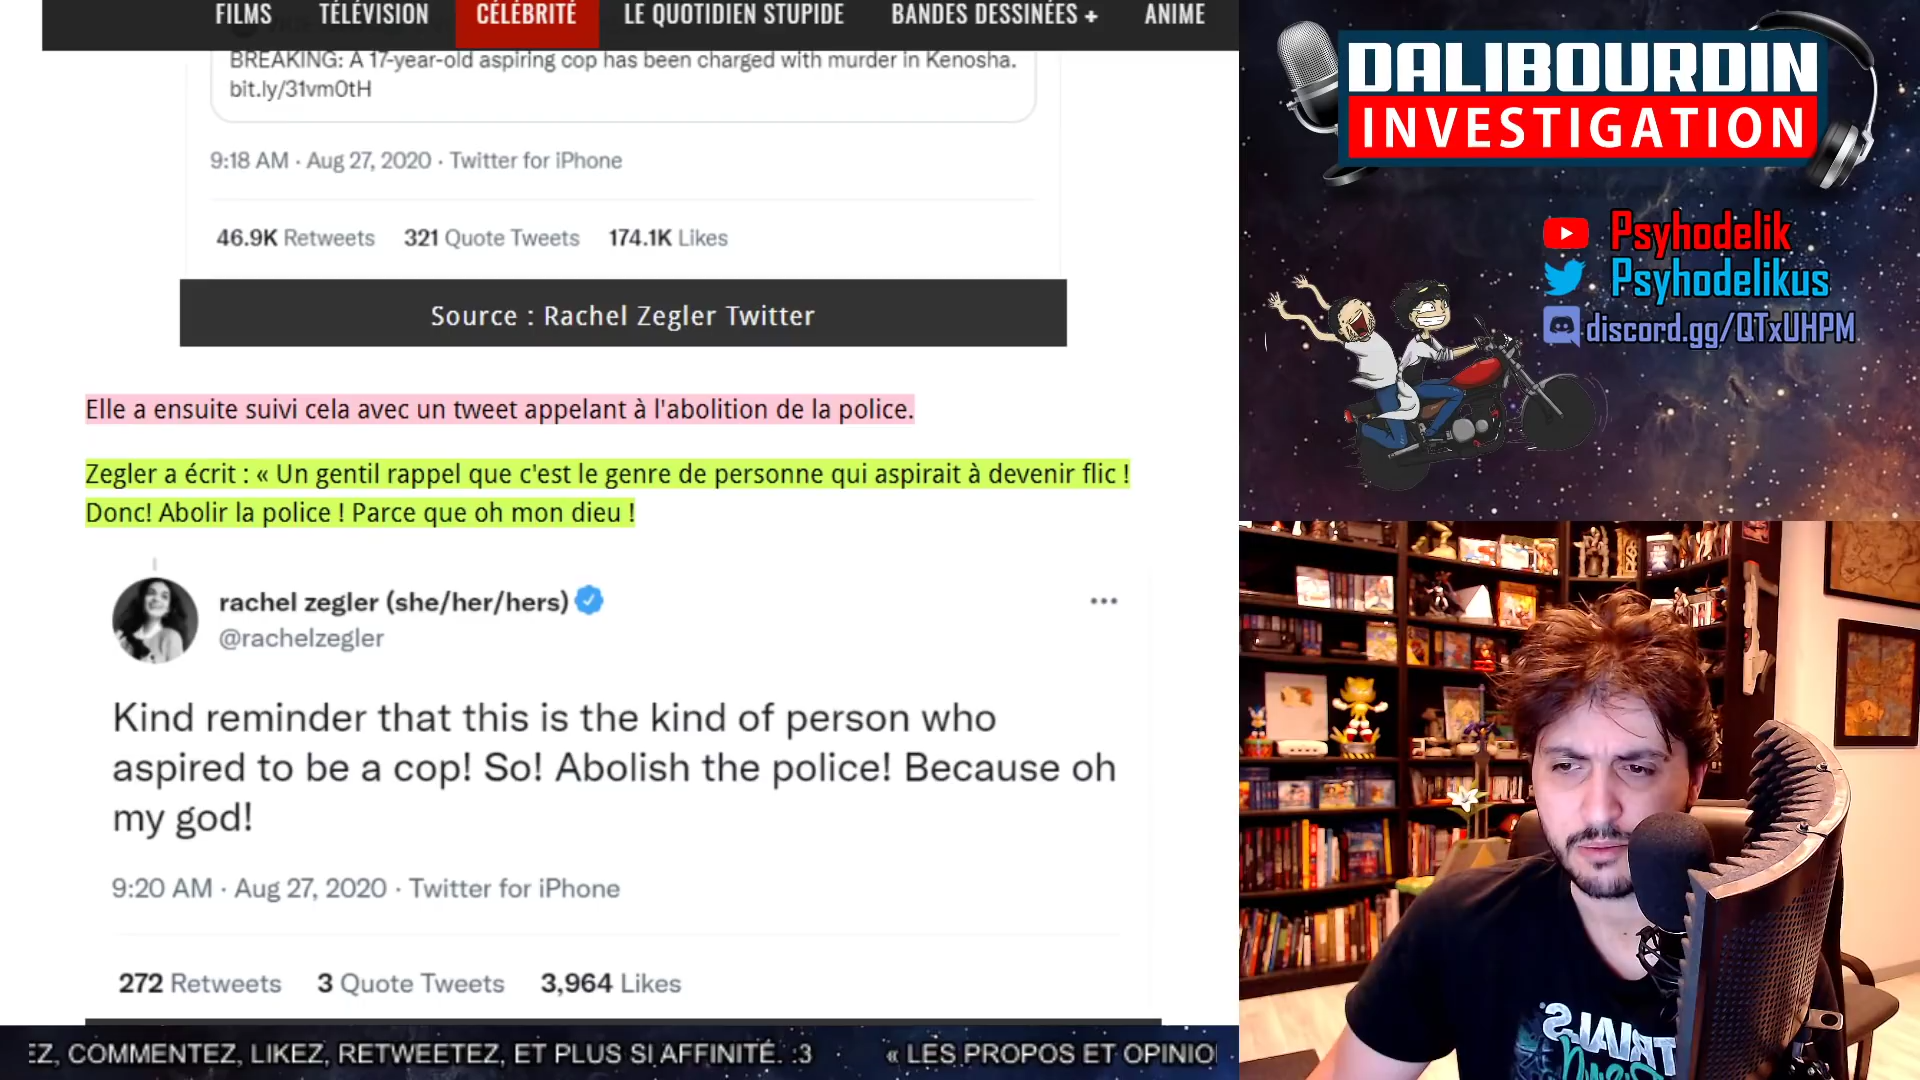 FILMS TÉLÉVISION CÉLÉBRITÉ LE QUOTIDIEN STUPIDE BANDES DESSINÉES + ANIME
BREAKING: A 17-year-old aspiring cop has been charged with murder in Kenosha.
bit.ly/31vm0tH
9:18 AM · Aug 27, 2020 · Twitter for iPhone
46.9K Retweets 321 Quote Tweets 174.1K Likes
Source : Rachel Zegler Twitter
Elle a ensuite suivi cela avec un tweet appelant à l'abolition de la police.
Zegler a écrit : « Un gentil rappel que c'est le genre de personne qui aspirait à devenir flic !
Donc! Abolir la police ! Parce que oh mon dieu !
rachel zegler (she/her/hers)
@rachelzegler
Kind reminder that this is the kind of person who
aspired to be a cop! So! Abolish the police! Because oh
my god!
9:20 AM · Aug 27, 2020 · Twitter for iPhone
272 Retweets 3 Quote Tweets 3,964 Likes
EZ, COMMENTEZ, LIKEZ, RETWEETEZ, ET PLUS SI AFFINITÉ. :3 · « LES PROPOS ET OPINIO
DALIBOURDIN
INVESTIGATION
Psyhodelik
Psyhodelikus
discord.gg/QTxUHPM
TRIALS